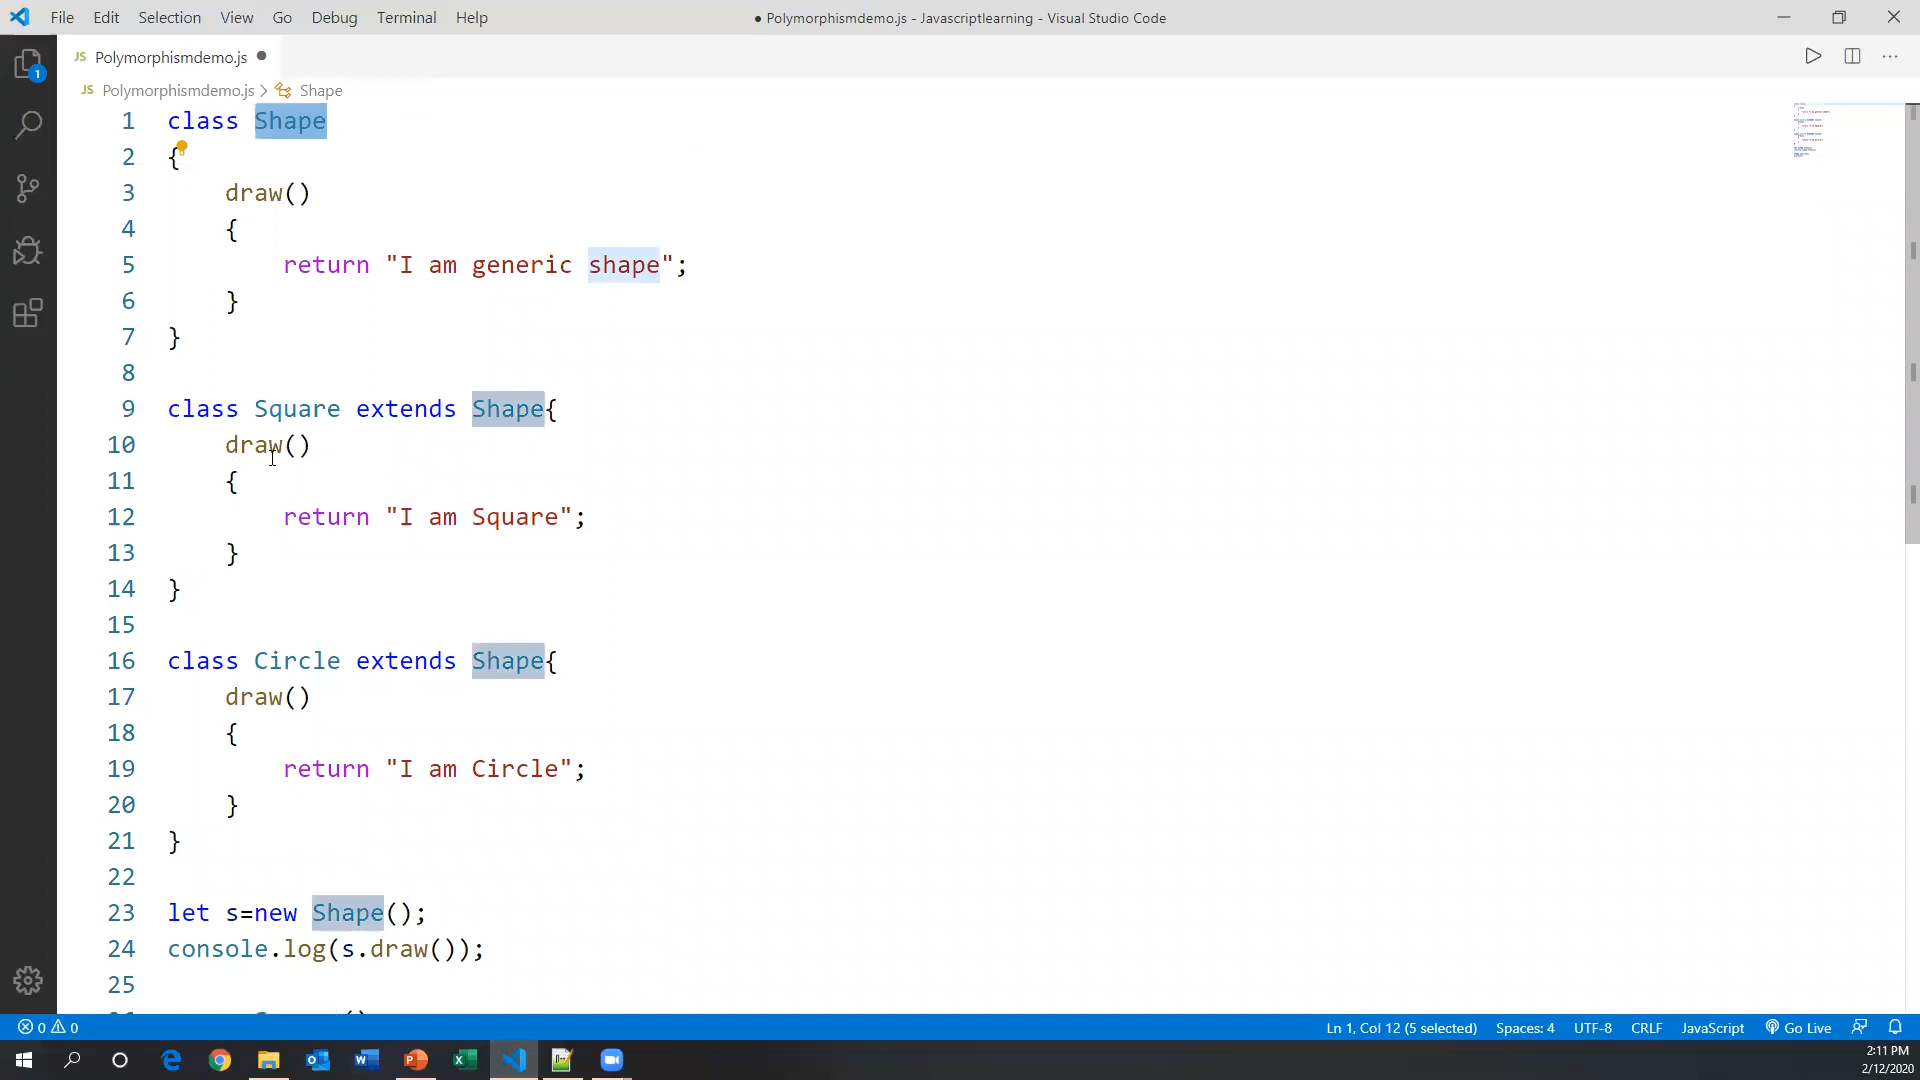 File Edit Selection View Go Debug Terminal Help
● Polymorphismdemo.js - Javascriptlearning - Visual Studio Code
JS Polymorphismdemo.js ●
JS Polymorphismdemo.js > Shape
1 class Shape
2 {
3 draw()
4 {
5 return "I am generic shape";
6 }
7 }
8
9 class Square extends Shape{
10 draw()
11 {
12 return "I am Square";
13 }
14 }
15
16 class Circle extends Shape{
17 draw()
18 {
19 return "I am Circle";
20 }
21 }
22
23 let s=new Shape();
24 console.log(s.draw());
25
1
0 0 Ln 1, Col 12 (5 selected) Spaces: 4 UTF-8 CRLF JavaScript Go Live
2:11 PM
2/12/2020